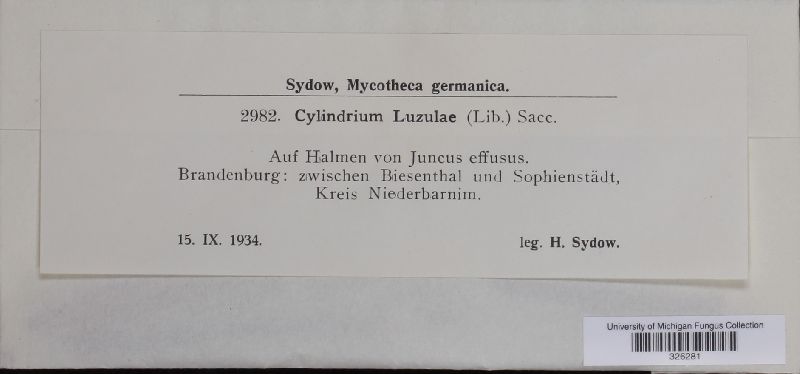 Sydow, Mycotheca germanica.
2982. Cylindrium Luzulae (Lib.) Sacc.
Auf Halmen von Juncus effusus.
Brandenburg: zwischen Biesenthal und Sophienstädt,
Kreis Niederbarnim.
15. IX. 1934. leg. H. Sydow.
University of Michigan Fungus Collection
326281